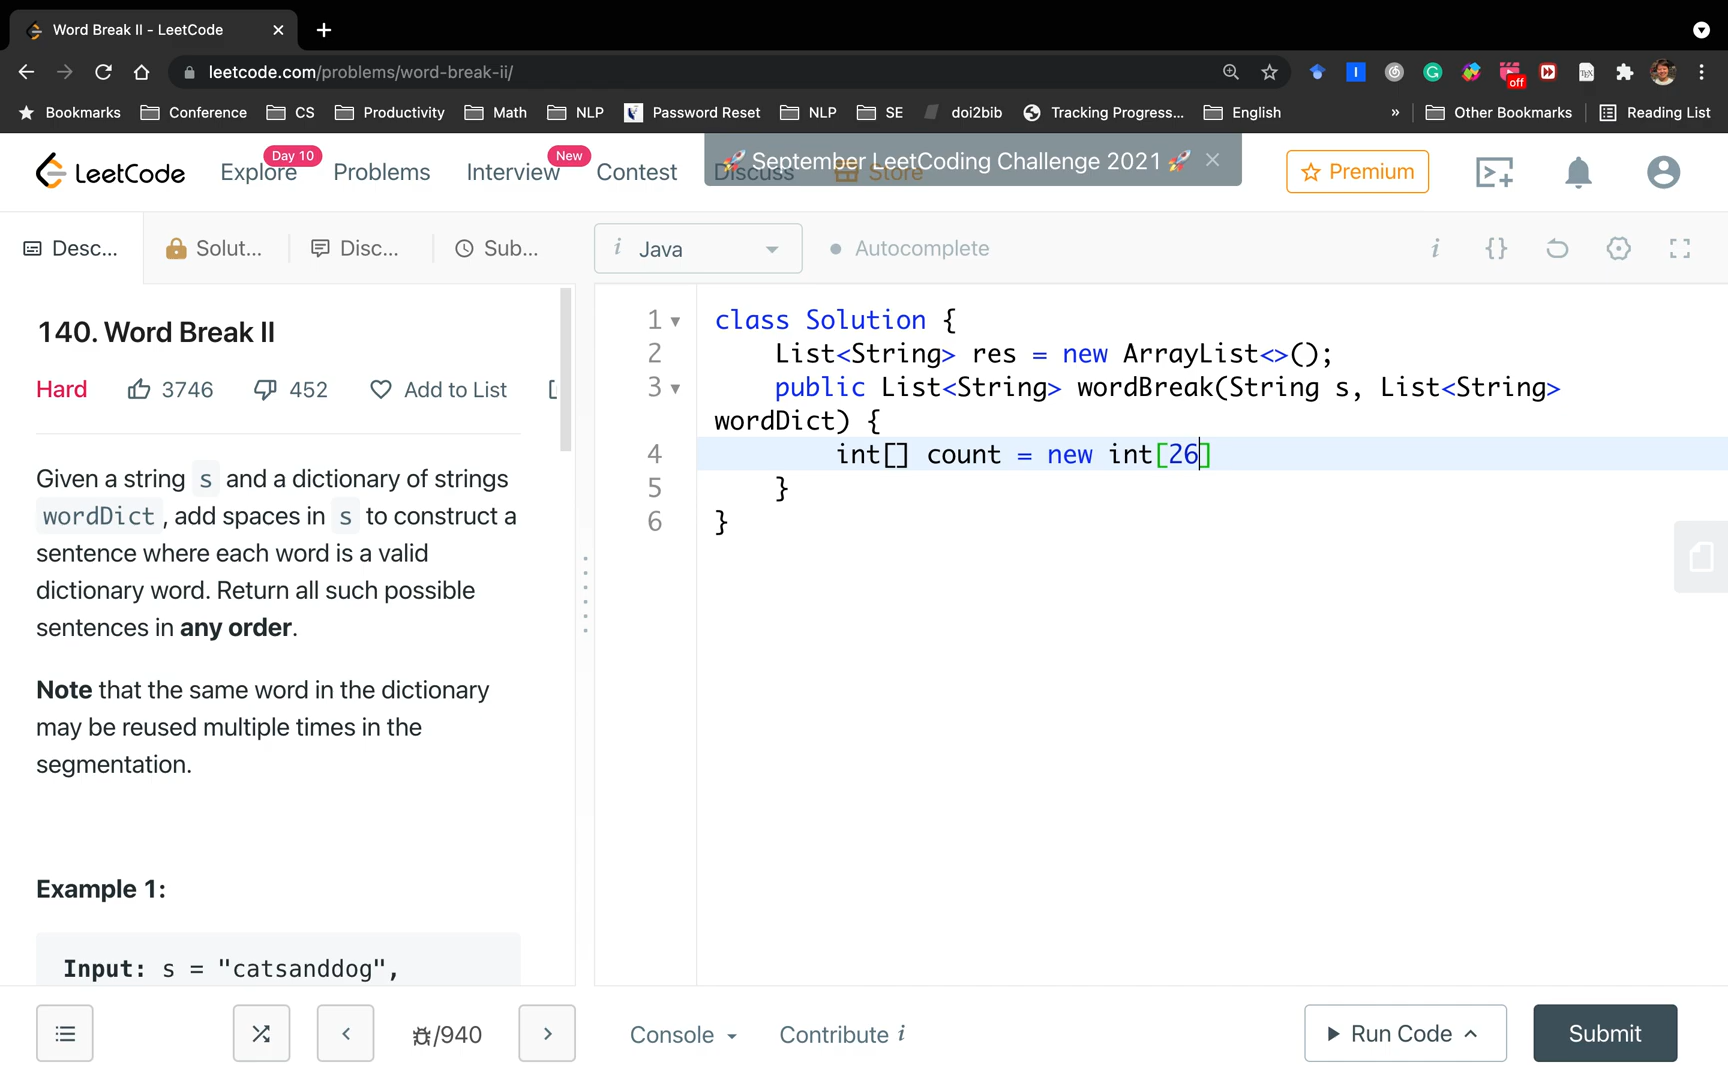 Word Break II - LeetCode
leetcode.com/problems/word-break-ii/
off
Bookmarks Conference CS Productivity Math NLP Password Reset NLP SE doi2bib Tracking Progress... English » Other Bookmarks Reading List
LeetCode Explore Day 10 Problems Interview New Contest Discuss Store Premium
🚀 September LeetCoding Challenge 2021 🚀
Desc... Solut... Disc... Sub... i Java Autocomplete i {}
140. Word Break II
Hard 3746 452 Add to List
Given a string s and a dictionary of strings
wordDict , add spaces in s to construct a
sentence where each word is a valid
dictionary word. Return all such possible
sentences in any order.
Note that the same word in the dictionary
may be reused multiple times in the
segmentation.
Example 1:
Input: s = "catsanddog",
1 class Solution {
2 List<String> res = new ArrayList<>();
3 public List<String> wordBreak(String s, List<String>
wordDict) {
4 int[] count = new int[26]
5 }
6 }
/940 Console Contribute i Run Code Submit